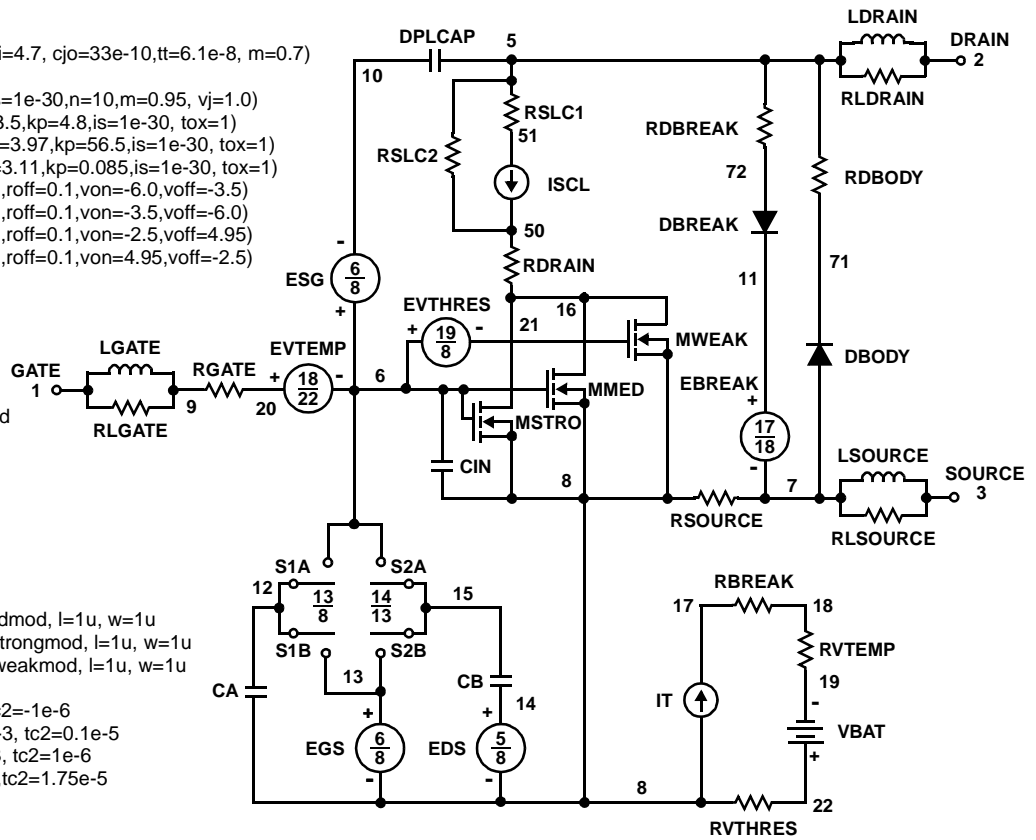 i=4.7, cjo=33e-10,tt=6.1e-8, m=0.7)
s=1e-30,n=10,m=0.95, vj=1.0)
3.5,kp=4.8,is=1e-30, tox=1)
=3.97,kp=56.5,is=1e-30, tox=1)
=3.11,kp=0.085,is=1e-30, tox=1)
,roff=0.1,von=-6.0,voff=-3.5)
,roff=0.1,von=-3.5,voff=-6.0)
,roff=0.1,von=-2.5,voff=4.95)
,roff=0.1,von=4.95,voff=-2.5)
d
dmod, l=1u, w=1u
trongmod, l=1u, w=1u
weakmod, l=1u, w=1u
c2=-1e-6
-3, tc2=0.1e-5
, tc2=1e-6
,tc2=1.75e-5
LDRAIN
DPLCAP
5
DRAIN
2
10
RLDRAIN
RSLC1
51
RSLC2
ISCL
RDBREAK
72
RDBODY
DBREAK
50
RDRAIN
71
11
-
ESG
6
8
+
EVTHRES
+
19
8
-
16
21
MWEAK
LGATE
GATE
1
RLGATE
9
RGATE
20
EVTEMP
+
18
22
-
6
MMED
MSTRO
DBODY
EBREAK
+
17
18
-
CIN
8
LSOURCE
7
SOURCE
3
RSOURCE
RLSOURCE
S1A
S2A
12
13
8
14
13
15
S1B
S2B
13
CA
CB
14
+
EGS
6
8
-
+
EDS
5
8
-
8
RBREAK
17
18
RVTEMP
19
IT
-
VBAT
+
22
RVTHRES